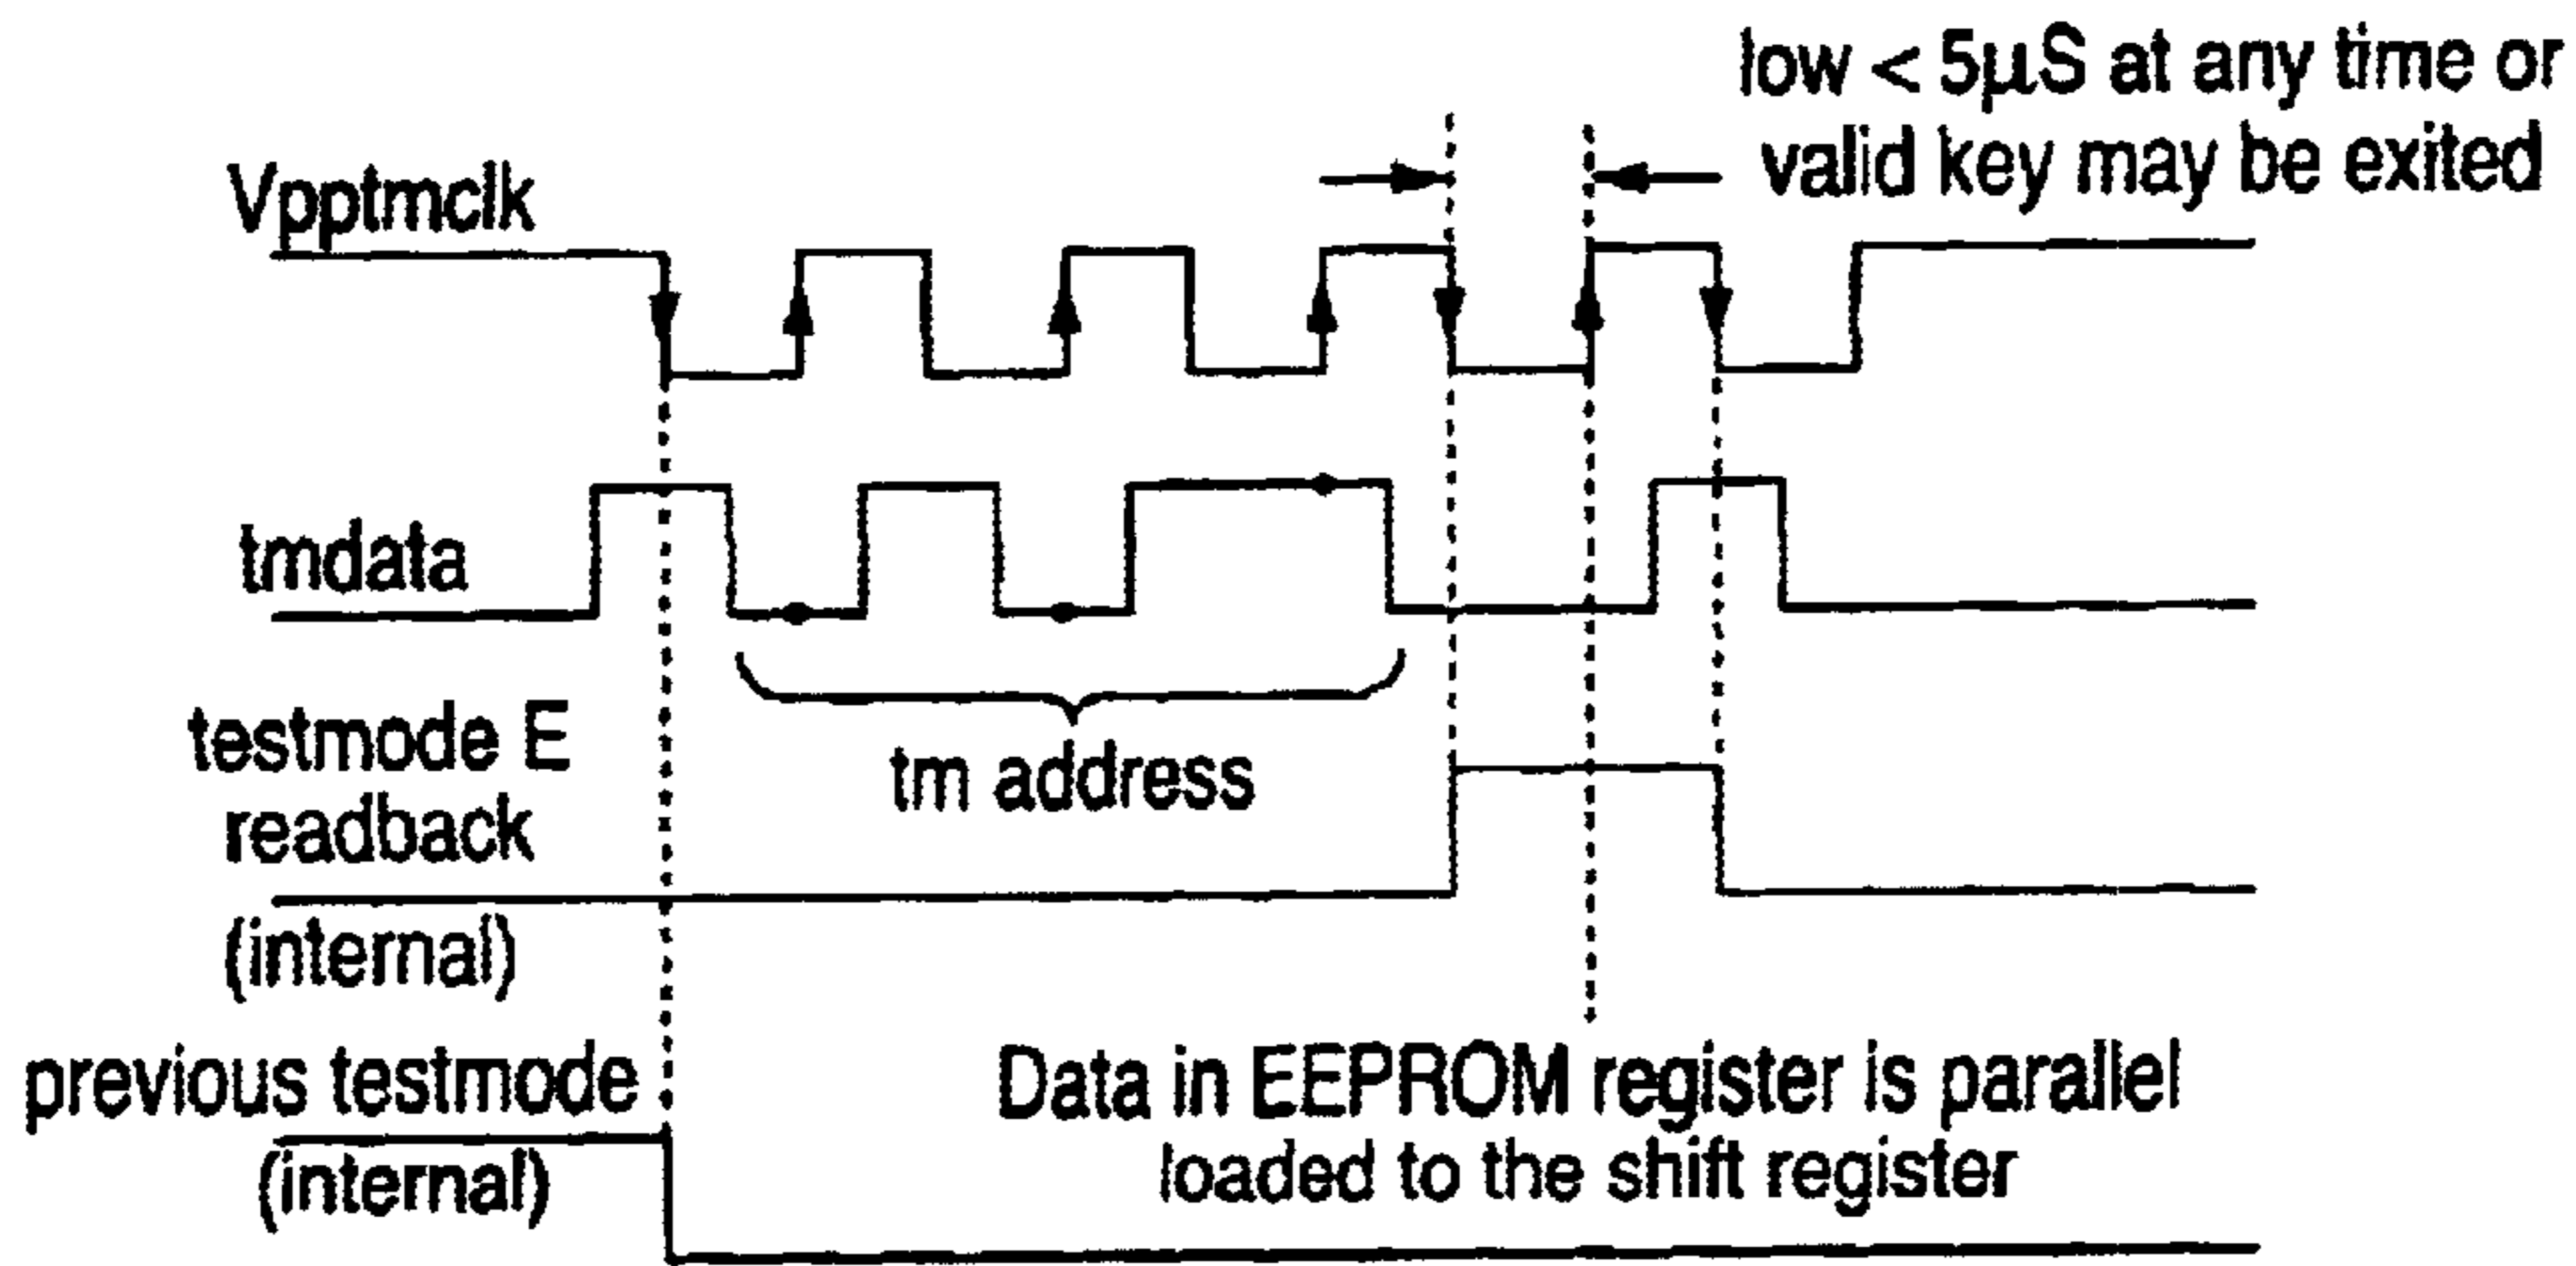 low < 5µS at any time or
valid key may be exited
Vpptmclk
tmdata
tm address
testmode E
readback
(internal)
previous testmode
(internal)
Data in EEPROM register is parallel
loaded to the shift register